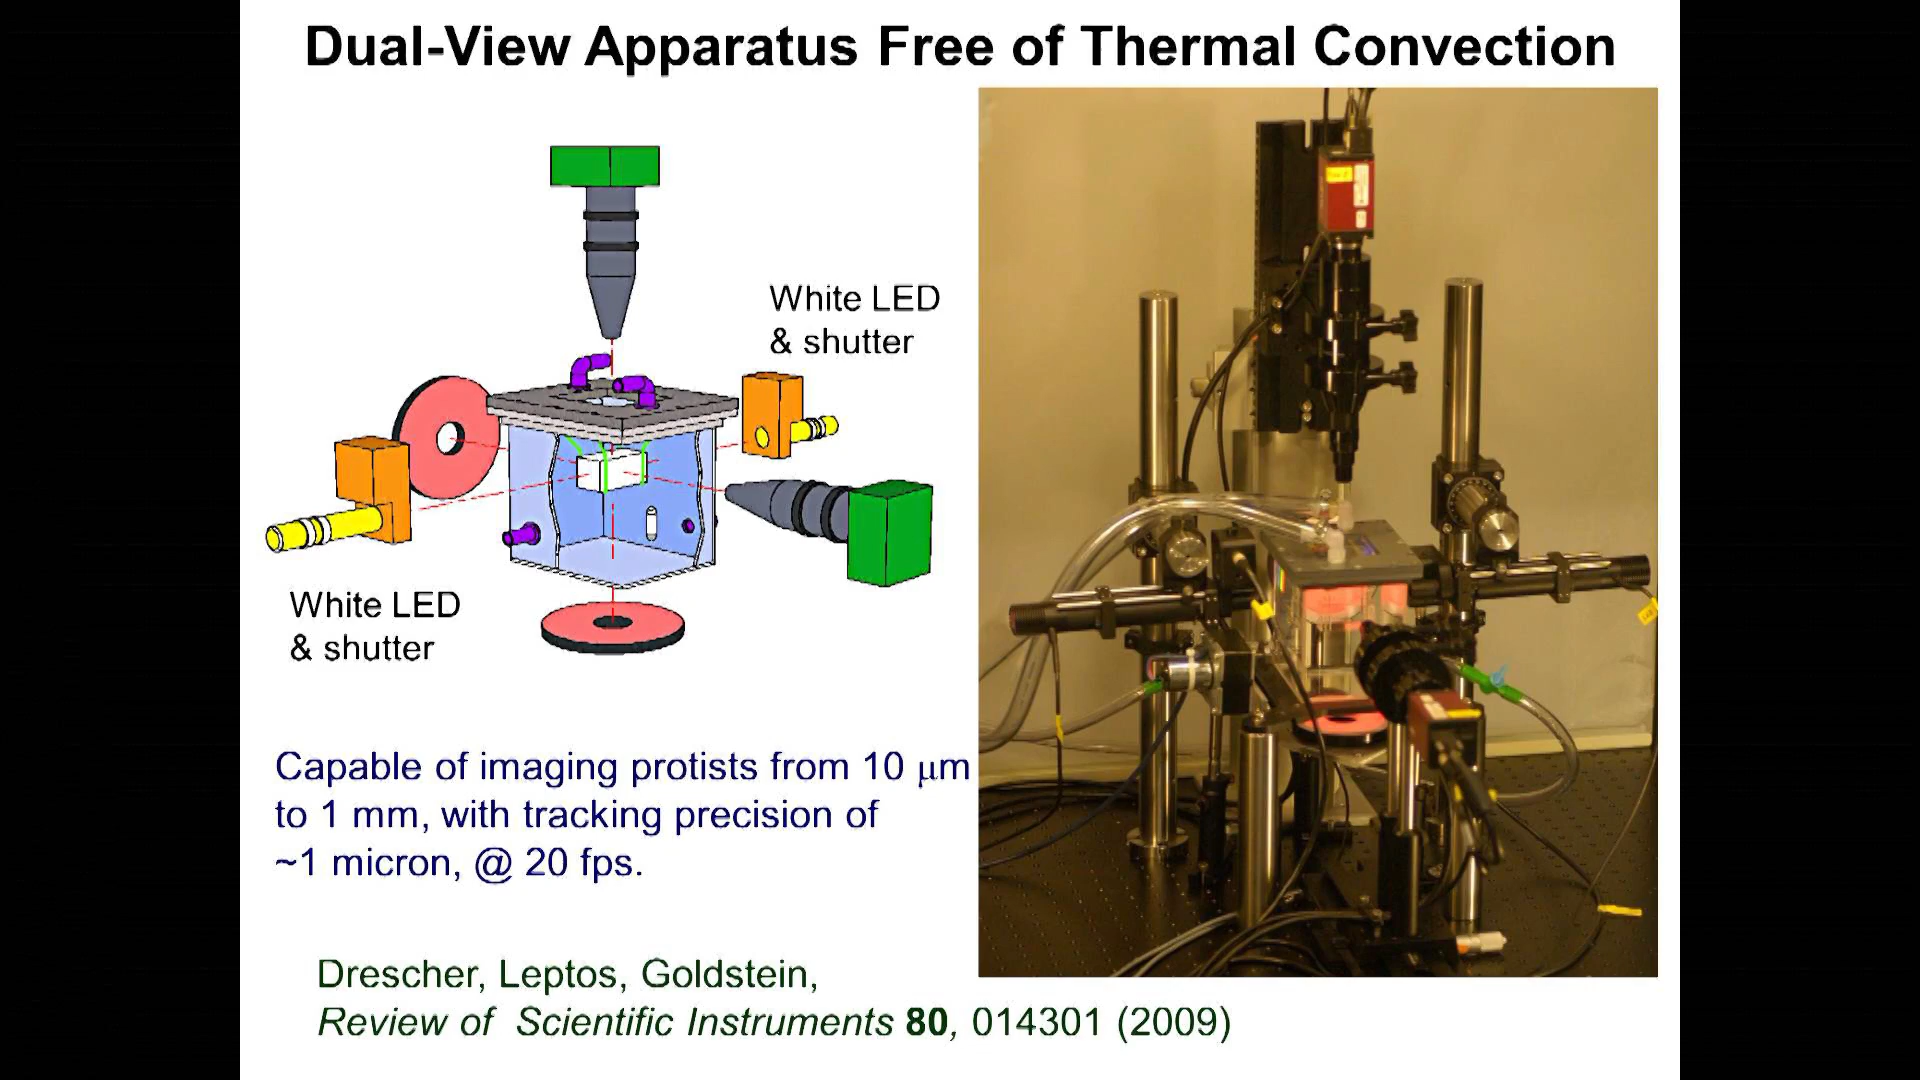 Dual-View Apparatus Free of Thermal Convection
White LED
& shutter
White LED
& shutter
Capable of imaging protists from 10 μm
to 1 mm, with tracking precision of
~1 micron, @ 20 fps.
Drescher, Leptos, Goldstein,
Review of Scientific Instruments 80, 014301 (2009)